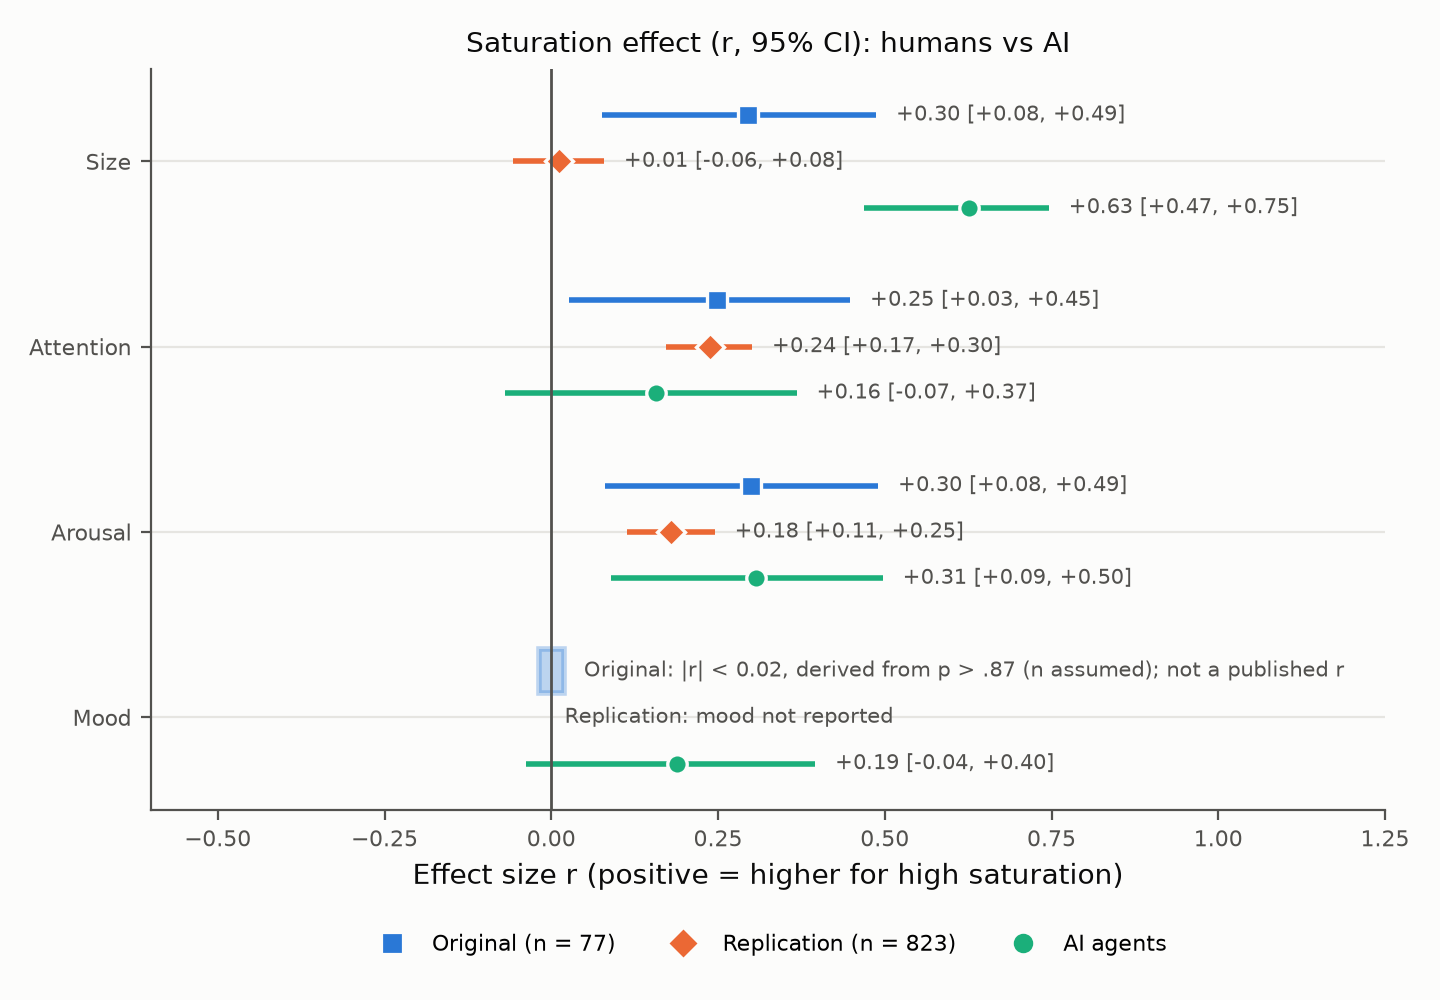 Saturation effect (r, 95% CI): humans vs AI
+0.30 [+0.08, +0.49]
Size
+0.01 [-0.06, +0.08]
+0.63 [+0.47, +0.75]
+0.25 [+0.03, +0.45]
Attention
+0.24 [+0.17, +0.30]
+0.16 [-0.07, +0.37]
+0.30 [+0.08, +0.49]
Arousal
+0.18 [+0.11, +0.25]
+0.31 [+0.09, +0.50]
Original: |r| < 0.02, derived from p > .87 (n assumed); not a published r
Mood
Replication: mood not reported
+0.19 [-0.04, +0.40]
−0.50 −0.25 0.00 0.25 0.50 0.75 1.00 1.25
Effect size r (positive = higher for high saturation)
Original (n = 77) Replication (n = 823) AI agents